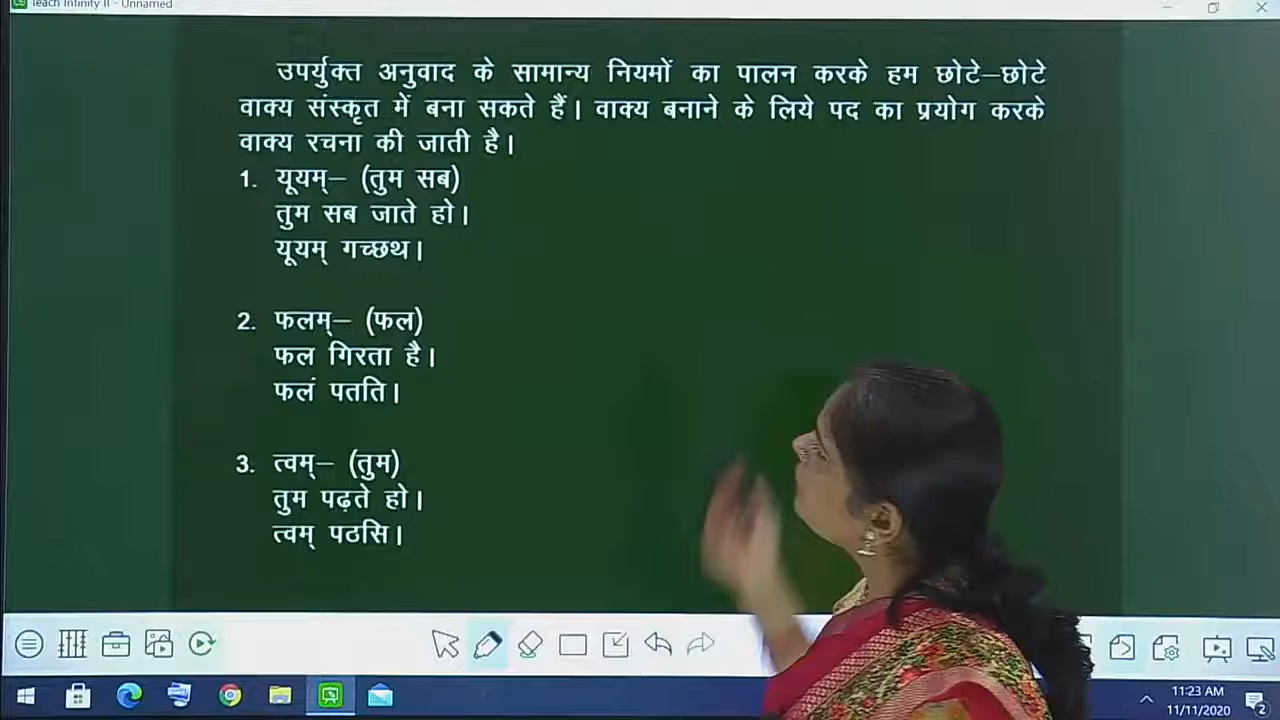 Teach Infinity II - Unnamed
उपर्युक्त अनुवाद के सामान्य नियमों का पालन करके हम छोटे–छोटे
वाक्य संस्कृत में बना सकते हैं। वाक्य बनाने के लिये पद का प्रयोग करके
वाक्य रचना की जाती है।
1. यूयम्– (तुम सब)
तुम सब जाते हो।
यूयम् गच्छथ।
2. फलम्– (फल)
फल गिरता है।
फलं पतति।
3. त्वम्– (तुम)
तुम पढ़ते हो।
त्वम् पठसि।
11:23 AM
11/11/2020
2